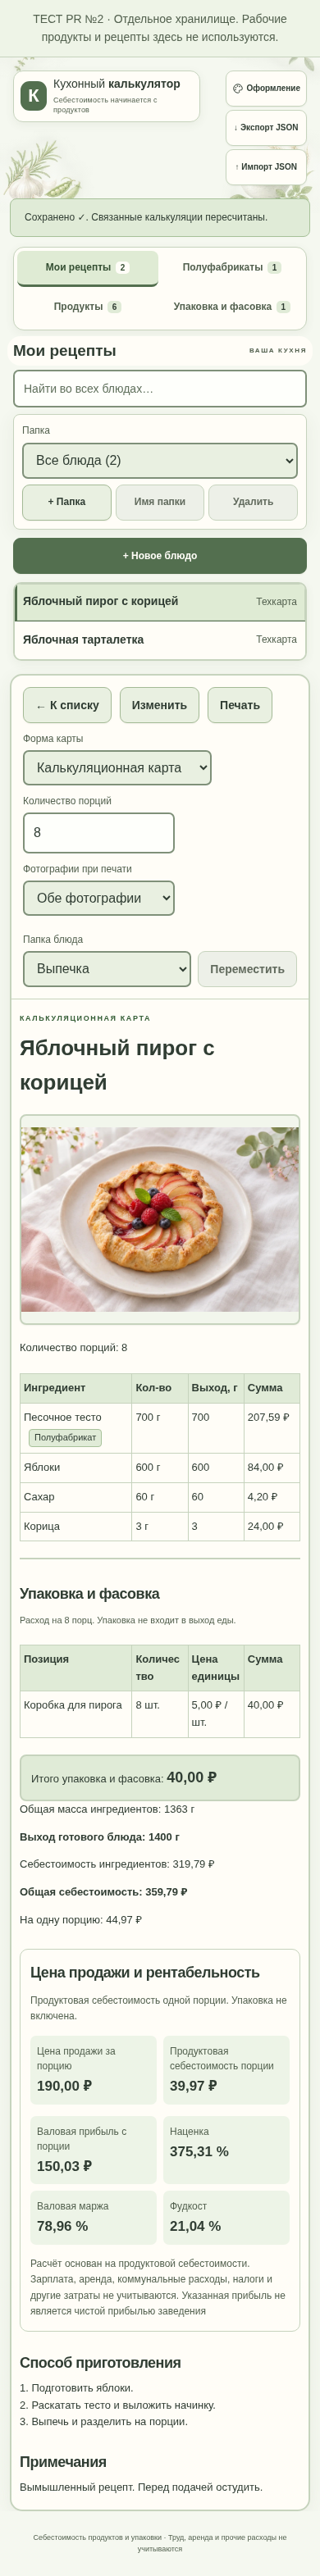 ТЕСТ PR №2 · Отдельное хранилище. Рабочие
продукты и рецепты здесь не используются.
К
Кухонный калькулятор
Себестоимость начинается с
продуктов
Оформление
↓ Экспорт JSON
↑ Импорт JSON
Сохранено ✓. Связанные калькуляции пересчитаны.
Мои рецепты 2
Полуфабрикаты 1
Продукты 6
Упаковка и фасовка 1
Мои рецепты
ВАША КУХНЯ
Найти во всех блюдах…
Папка
Все блюда (2)
+ Папка
Имя папки
Удалить
+ Новое блюдо
Яблочный пирог с корицей
Техкарта
Яблочная тарталетка
Техкарта
← К списку
Изменить
Печать
Форма карты
Калькуляционная карта
Количество порций
8
Фотографии при печати
Обе фотографии
Папка блюда
Выпечка
Переместить
КАЛЬКУЛЯЦИОННАЯ КАРТА
Яблочный пирог с
корицей
Количество порций: 8
Ингредиент Кол-во Выход, г Сумма
Песочное тесто 700 г 700 207,59 ₽
Полуфабрикат
Яблоки 600 г 600 84,00 ₽
Сахар 60 г 60 4,20 ₽
Корица 3 г 3 24,00 ₽
Упаковка и фасовка
Расход на 8 порц. Упаковка не входит в выход еды.
Позиция Количес Цена Сумма
тво единицы
Коробка для пирога 8 шт. 5,00 ₽ / 40,00 ₽
шт.
Итого упаковка и фасовка: 40,00 ₽
Общая масса ингредиентов: 1363 г
Выход готового блюда: 1400 г
Себестоимость ингредиентов: 319,79 ₽
Общая себестоимость: 359,79 ₽
На одну порцию: 44,97 ₽
Цена продажи и рентабельность
Продуктовая себестоимость одной порции. Упаковка не
включена.
Цена продажи за
порцию
190,00 ₽
Продуктовая
себестоимость порции
39,97 ₽
Валовая прибыль с
порции
150,03 ₽
Наценка
375,31 %
Валовая маржа
78,96 %
Фудкост
21,04 %
Расчёт основан на продуктовой себестоимости.
Зарплата, аренда, коммунальные расходы, налоги и
другие затраты не учитываются. Указанная прибыль не
является чистой прибылью заведения
Способ приготовления
1. Подготовить яблоки.
2. Раскатать тесто и выложить начинку.
3. Выпечь и разделить на порции.
Примечания
Вымышленный рецепт. Перед подачей остудить.
Себестоимость продуктов и упаковки · Труд, аренда и прочие расходы не
учитываются